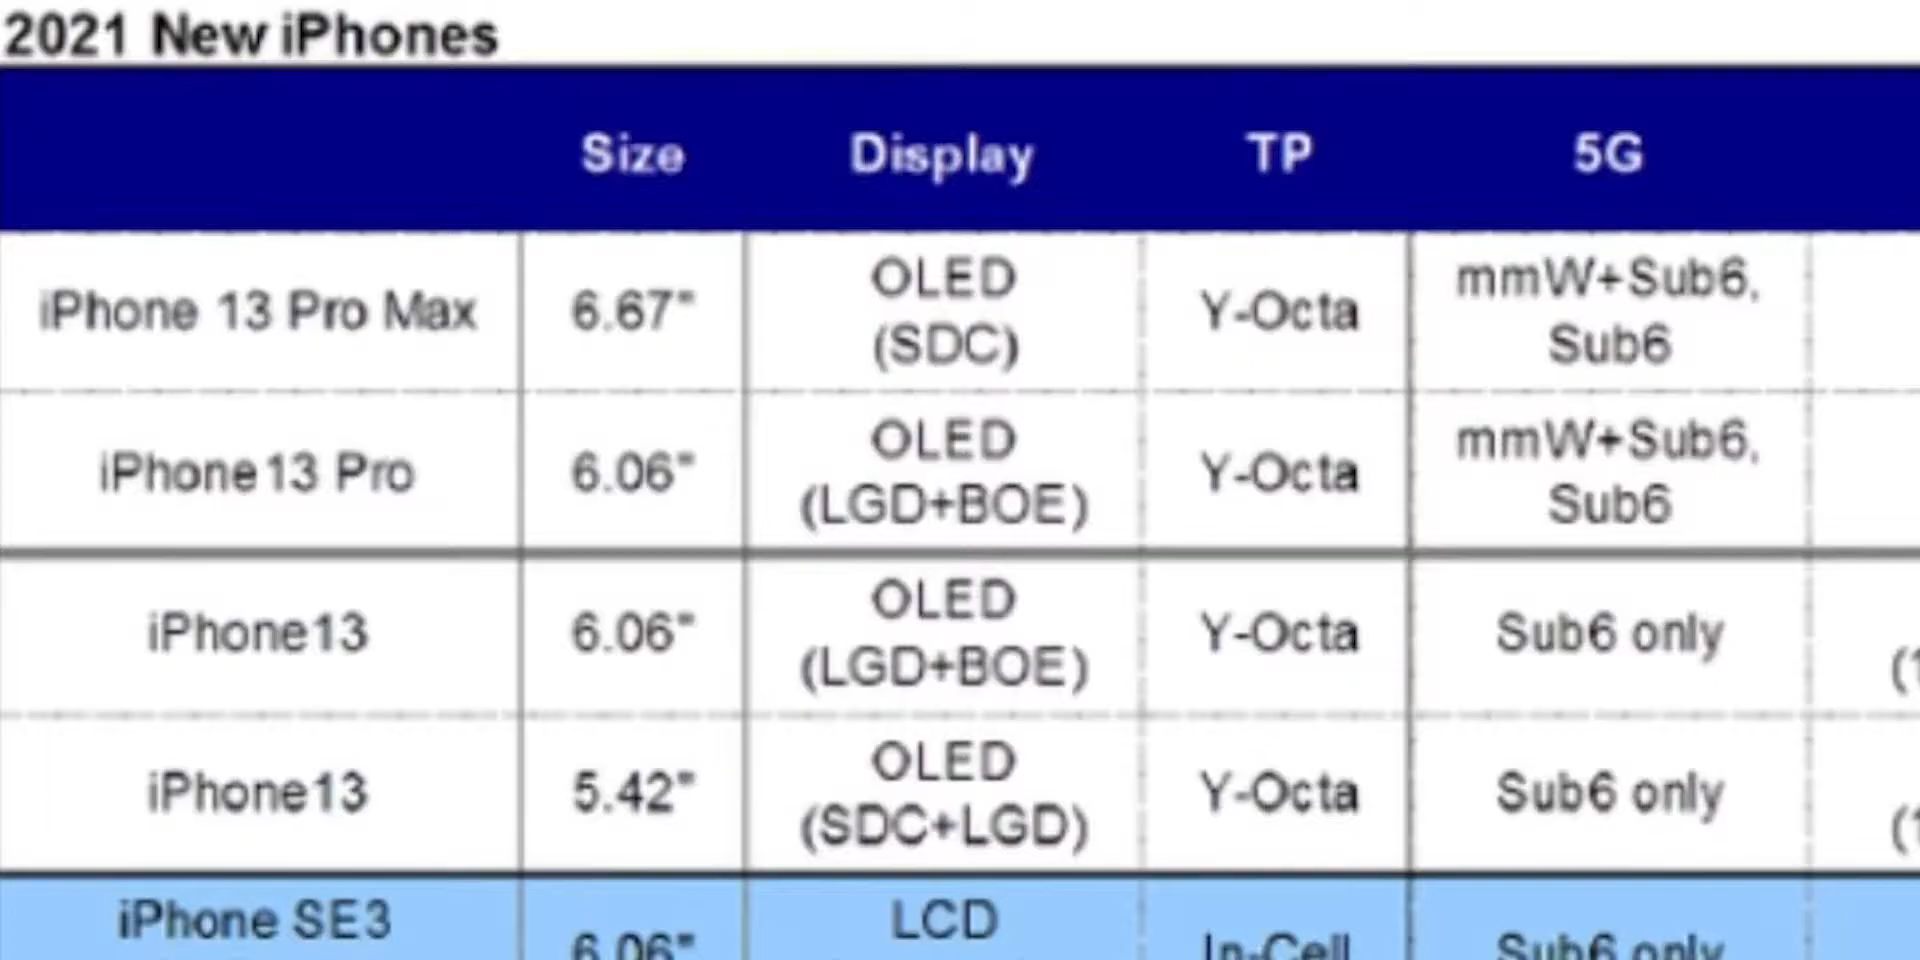 2021 New iPhones
Size Display TP 5G
iPhone 13 Pro Max 6.67" OLED (SDC) Y-Octa mmW+Sub6, Sub6
iPhone13 Pro 6.06" OLED (LGD+BOE) Y-Octa mmW+Sub6, Sub6
iPhone13 6.06" OLED (LGD+BOE) Y-Octa Sub6 only
iPhone13 5.42" OLED (SDC+LGD) Y-Octa Sub6 only
iPhone SE3 6.06" LCD In-Cell Sub6 only